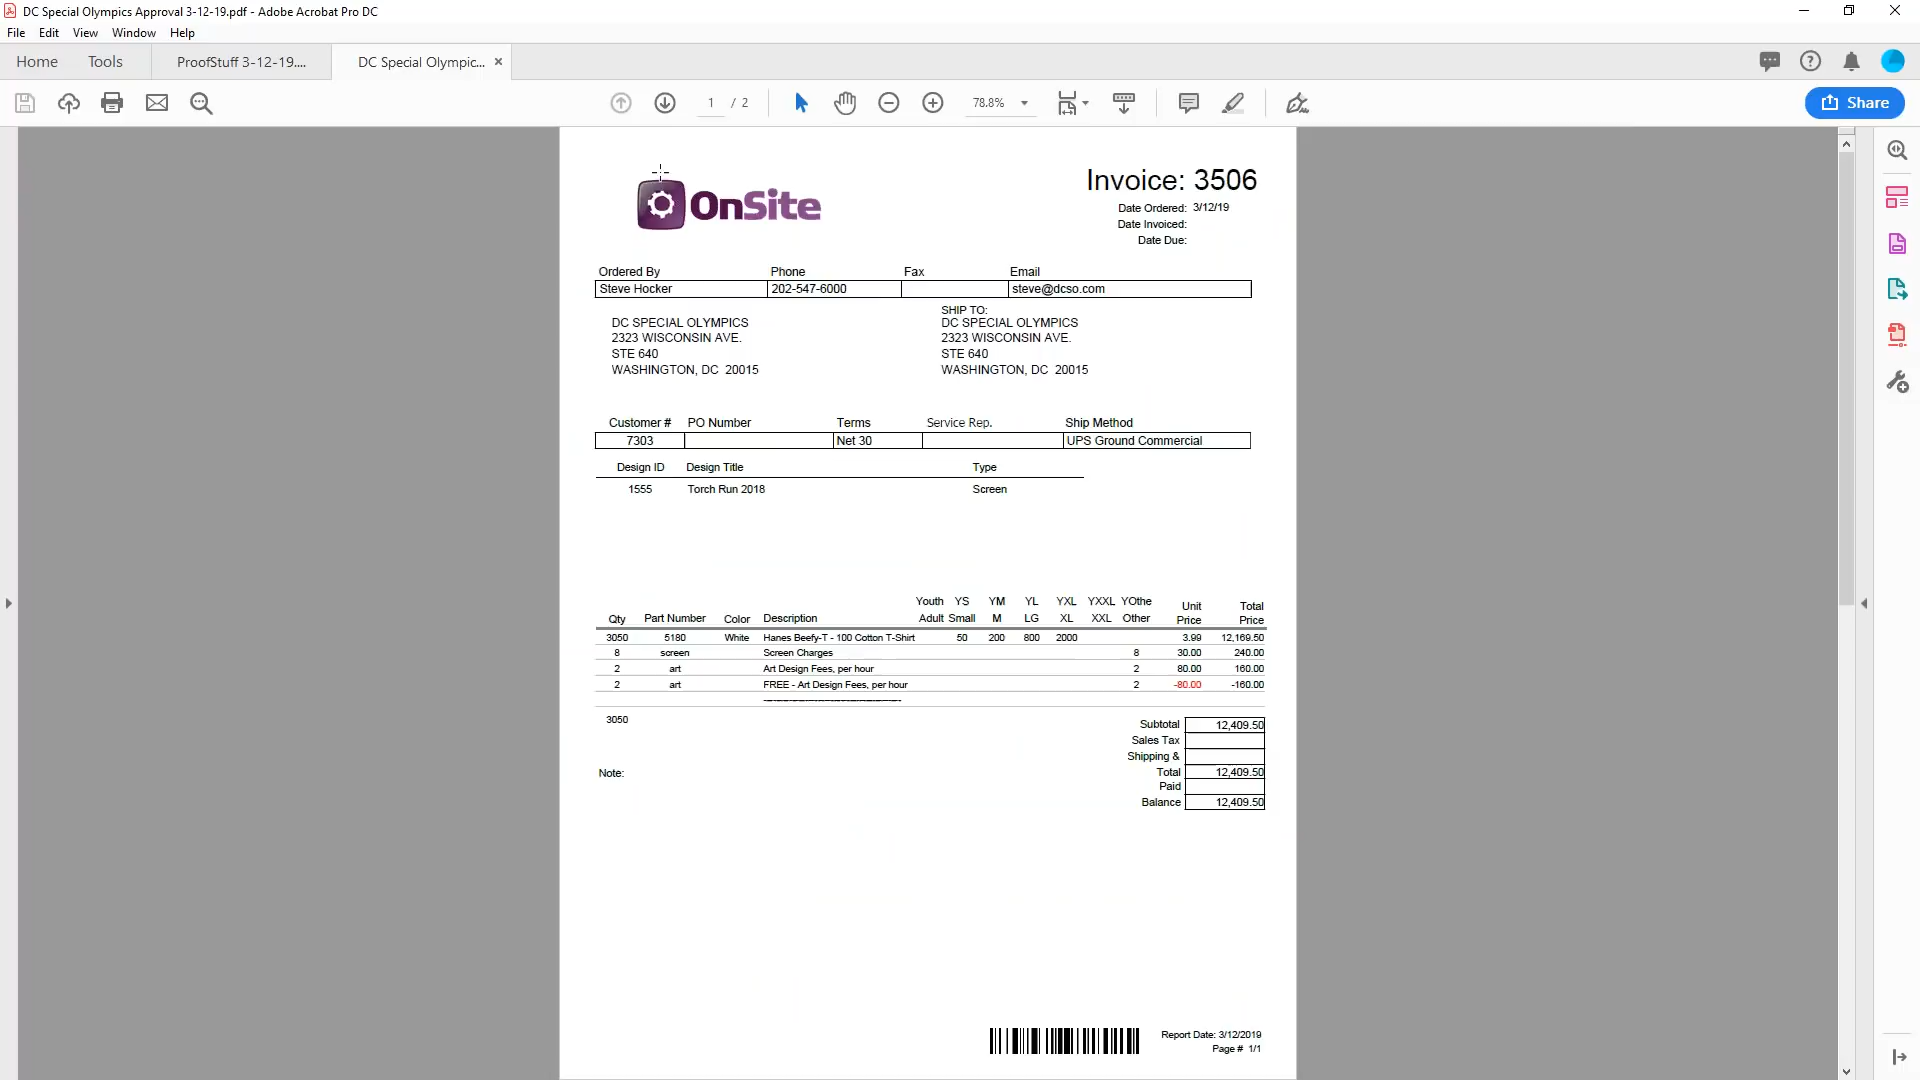 DC Special Olympics Approval 3-12-19.pdf - Adobe Acrobat Pro DC
File Edit View Window Help
Home Tools ProofStuff 3-12-19.... DC Special Olympic... ×
1 / 2 78.8% Share
OnSite
Invoice: 3506
Date Ordered: 3/12/19
Date Invoiced:
Date Due:
Ordered By Phone Fax Email
Steve Hocker 202-547-6000 steve@dcso.com
SHIP TO:
DC SPECIAL OLYMPICS DC SPECIAL OLYMPICS
2323 WISCONSIN AVE. 2323 WISCONSIN AVE.
STE 640 STE 640
WASHINGTON, DC 20015 WASHINGTON, DC 20015
Customer # PO Number Terms Service Rep. Ship Method
7303 Net 30 UPS Ground Commercial
Design ID Design Title Type
1555 Torch Run 2018 Screen
Youth YS YM YL YXL YXXL YOthe Unit Total
Qty Part Number Color Description Adult Small M LG XL XXL Other Price Price
3050 5180 White Hanes Beefy-T - 100 Cotton T-Shirt 50 200 800 2000 3.99 12,169.50
8 screen Screen Charges 8 30.00 240.00
2 art Art Design Fees, per hour 2 80.00 160.00
2 art FREE - Art Design Fees, per hour 2 -80.00 -160.00
3050
Subtotal 12,409.50
Sales Tax
Shipping &
Note: Total 12,409.50
Paid
Balance 12,409.50
Report Date: 3/12/2019
Page # 1/1